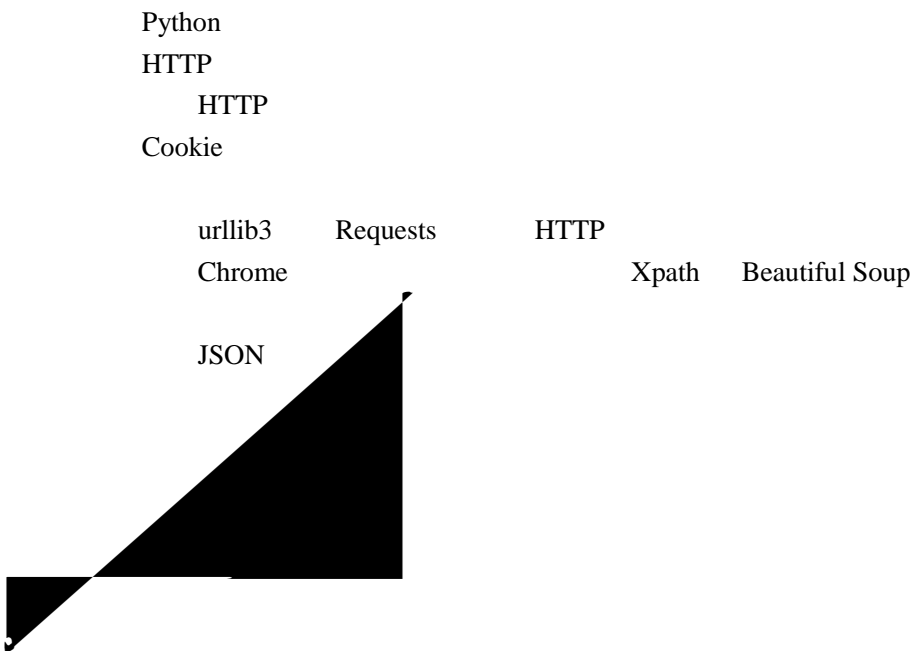 Python
HTTP
HTTP
Cookie
urllib3 Requests HTTP
Chrome Xpath Beautiful Soup
JSON